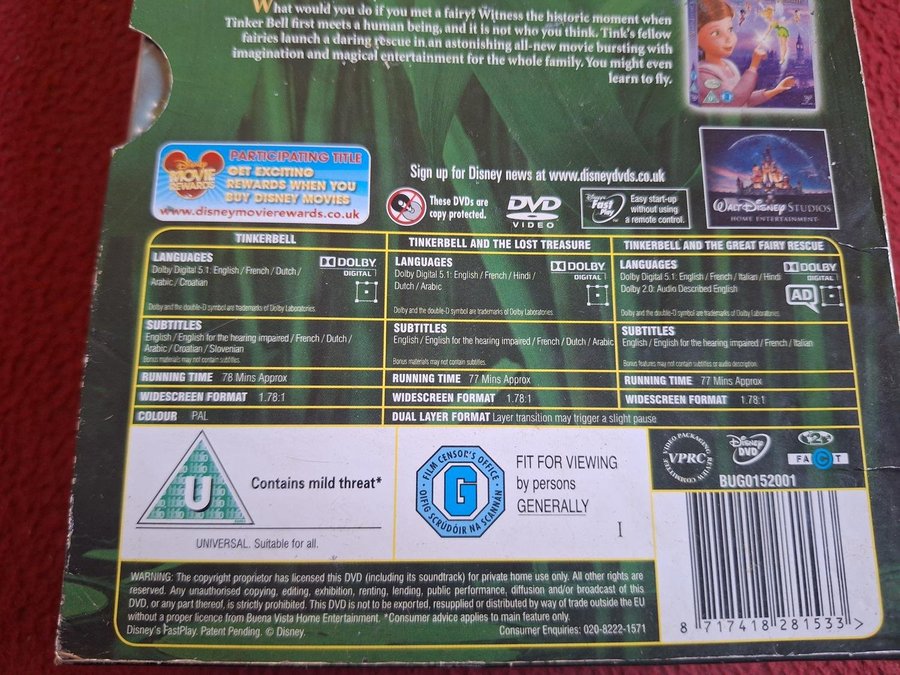 What would you do if you met a fairy? Witness the historic moment when
Tinker Bell first meets a human being, and it is not who you think. Tink's fellow
fairies launch a daring rescue in an astonishing all-new movie bursting with
imagination and magical entertainment for the whole family. You might even
learn to fly.
Disney
MOVIE
REWARDS
PARTICIPATING TITLE
GET EXCITING
REWARDS WHEN YOU
BUY DISNEY MOVIES
www.disneymovierewards.co.uk
Sign up for Disney news at www.disneydvds.co.uk
These DVDs are
copy protected.
DVD
VIDEO
Disney's
Fast
Play
Easy start-up
without using
a remote control.
WALT DISNEY STUDIOS
HOME ENTERTAINMENT
TINKERBELL
LANGUAGES
DOLBY
DIGITAL
Dolby Digital 5.1: English / French / Dutch /
Arabic / Croatian
Dolby and the double-D symbol are trademarks of Dolby Laboratories.
SUBTITLES
English / English for the hearing impaired / French / Dutch /
Arabic / Croatian / Slovenian
Bonus materials may not contain subtitles.
RUNNING TIME 78 Mins Approx
WIDESCREEN FORMAT 1.78:1
COLOUR PAL
TINKERBELL AND THE LOST TREASURE
LANGUAGES
DOLBY
DIGITAL
Dolby Digital 5.1: English / French / Hindi /
Dutch / Arabic
Dolby and the double-D symbol are trademarks of Dolby Laboratories.
SUBTITLES
English / English for the hearing impaired / French / Dutch / Arabic
Bonus materials may not contain subtitles.
RUNNING TIME 77 Mins Approx
WIDESCREEN FORMAT 1.78:1
DUAL LAYER FORMAT Layer transition may trigger a slight pause
TINKERBELL AND THE GREAT FAIRY RESCUE
LANGUAGES
DOLBY
DIGITAL
Dolby Digital 5.1: English / French / Italian / Hindi
Dolby 2.0: Audio Described English
AD
Dolby and the double-D symbol are trademarks of Dolby Laboratories.
SUBTITLES
English / English for the hearing impaired / French / Italian
Bonus features may not contain subtitles or audio description.
RUNNING TIME 77 Mins Approx
WIDESCREEN FORMAT 1.78:1
U
Contains mild threat*
UNIVERSAL. Suitable for all.
FILM CENSOR'S OFFICE
G
OIFIG SCRÚDÓIR NA SCANNÁN
FIT FOR VIEWING
by persons
GENERALLY
I
VIDEO PACKAGING REVIEW COMMITTEE
VPRC
Disney
DVD
2
FACT
BUG0152001
WARNING: The copyright proprietor has licensed this DVD (including its soundtrack) for private home use only. All other rights are
reserved. Any unauthorised copying, editing, exhibition, renting, lending, public performance, diffusion and/or broadcast of this
DVD, or any part thereof, is strictly prohibited. This DVD is not to be exported, resupplied or distributed by way of trade outside the EU
without a proper licence from Buena Vista Home Entertainment. *Consumer advice applies to main feature only.
Disney's FastPlay. Patent Pending. © Disney.
Consumer Enquiries: 020-8222-1571
8 717418 281533 >